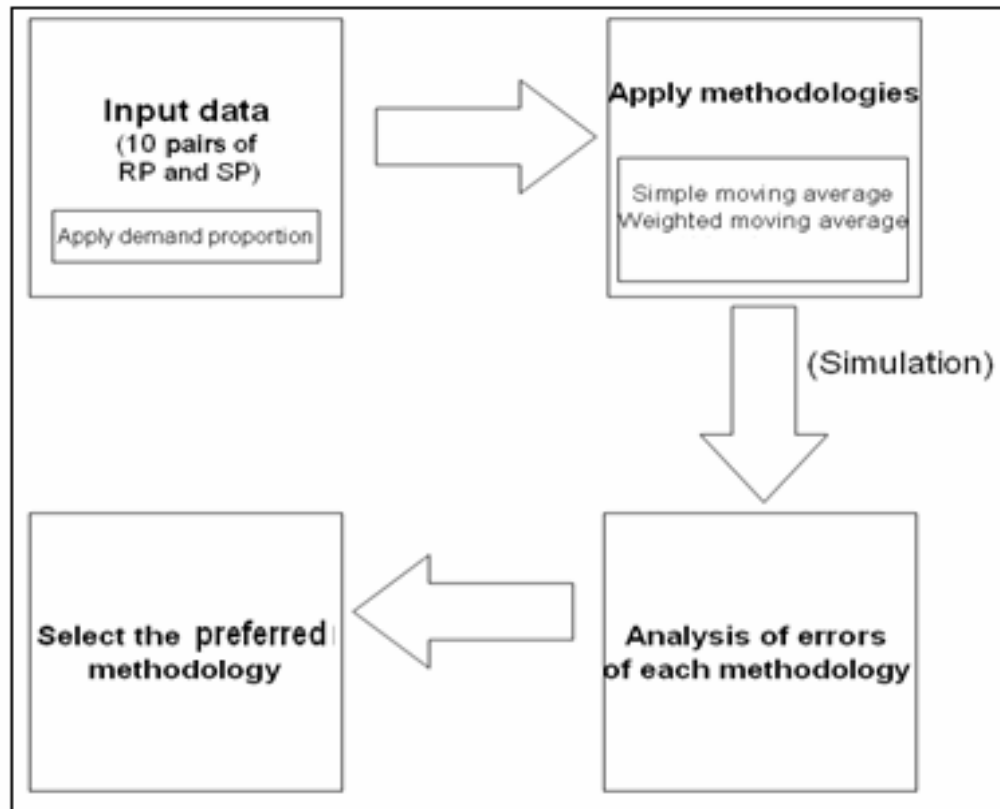 Input data
(10 pairs of
RP and SP)
Apply demand proportion
Apply methodologies
Simple moving average
Weighted moving average
(Simulation)
Analysis of errors
of each methodology
Select the preferred
methodology